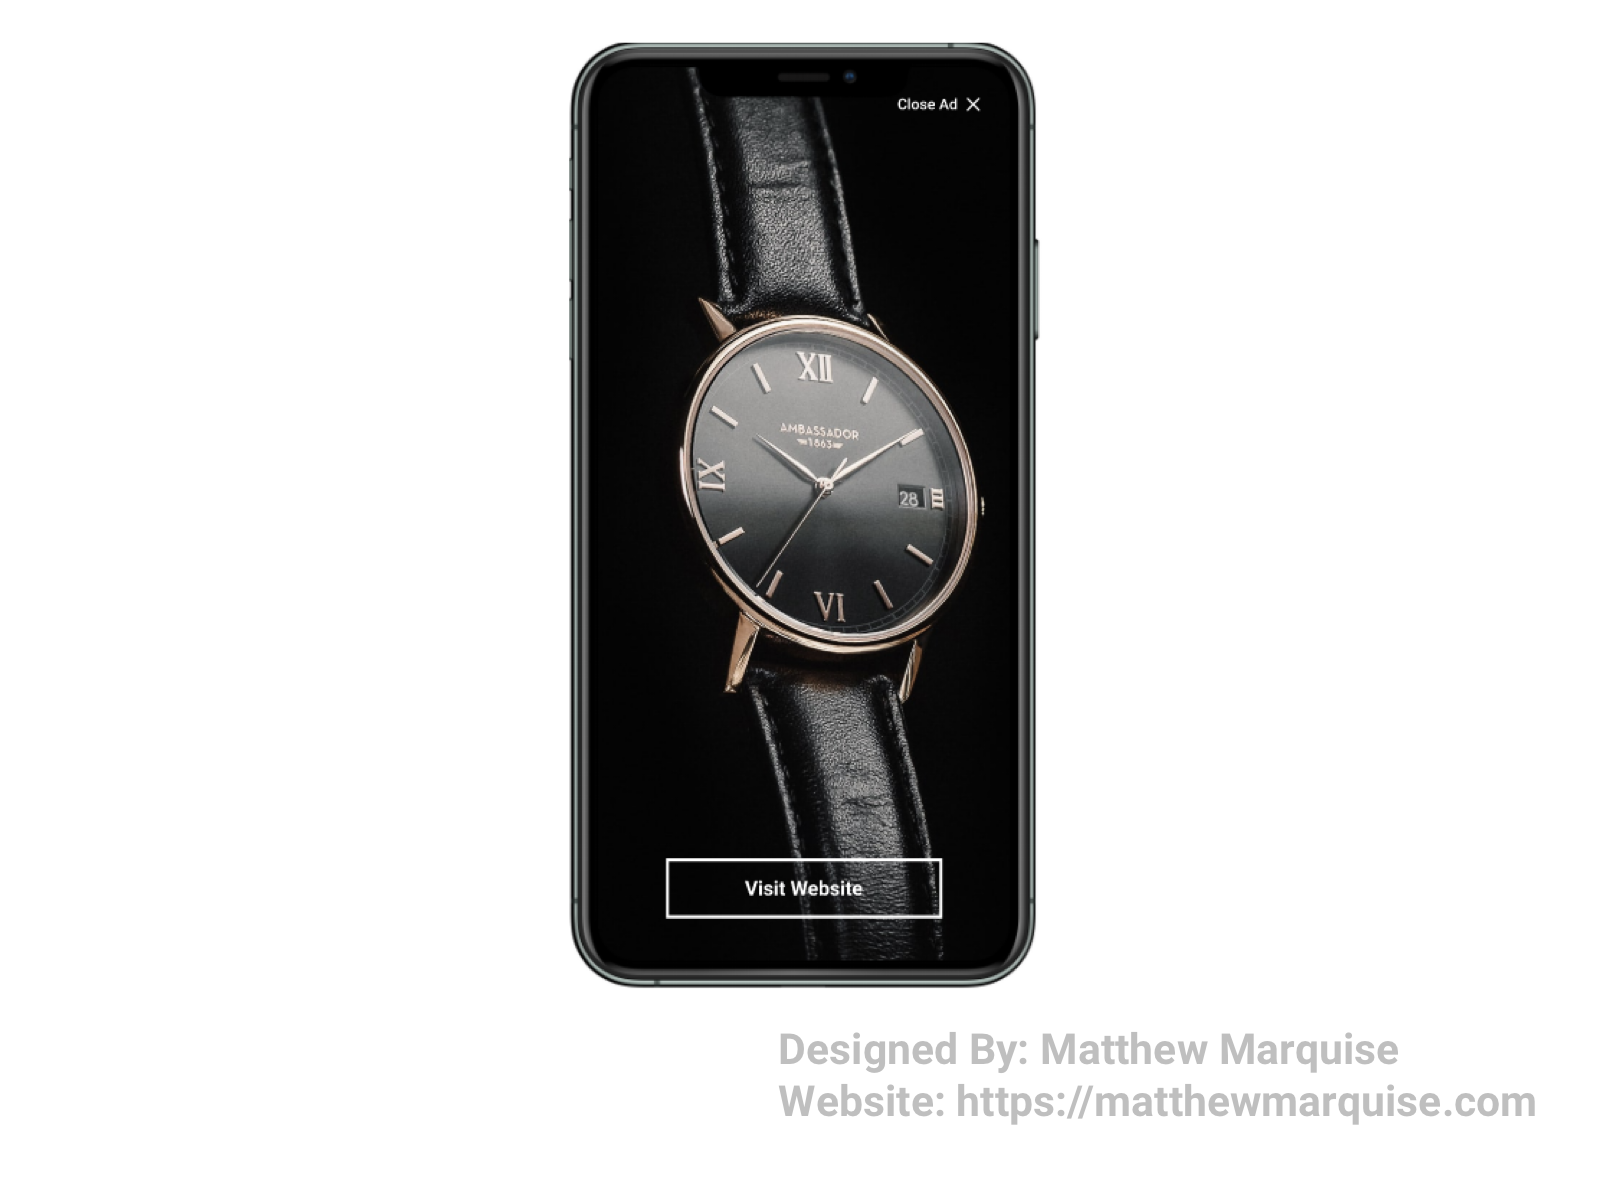 Close Ad
XII
AMBASSADOR
1863
IX
28
III
VI
Visit Website
Designed By: Matthew Marquise
Website: https://matthewmarquise.com